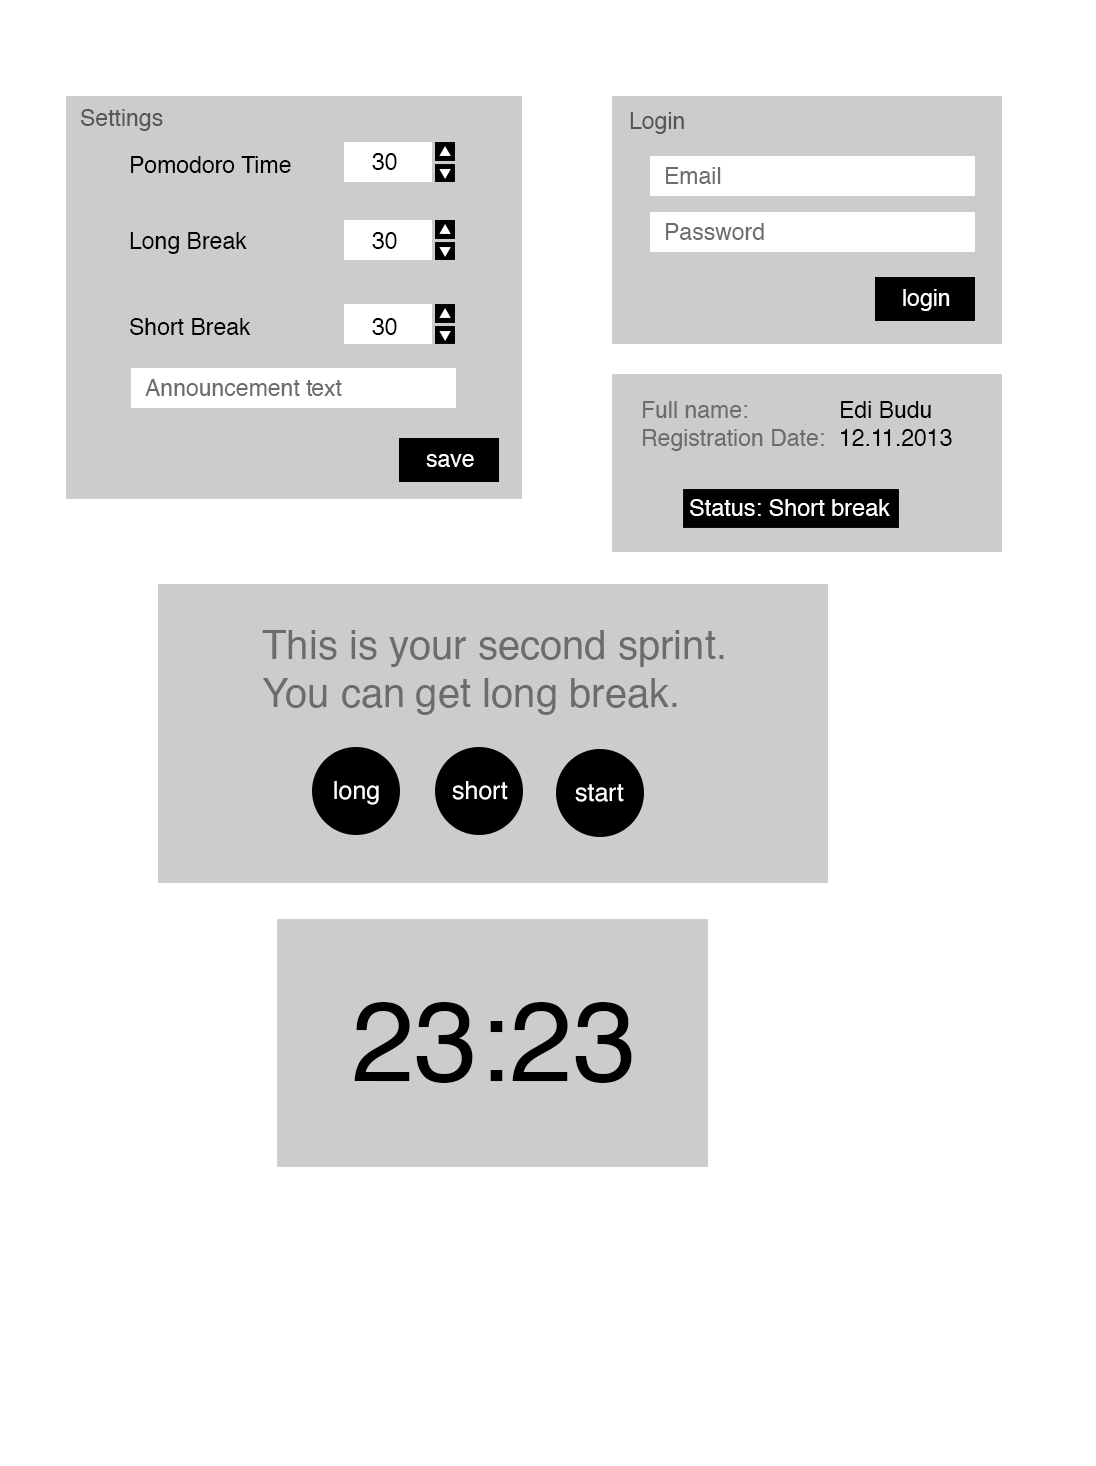 Settings
Pomodoro Time 30
Long Break 30
Short Break 30
Announcement text
save
Login
Email
Password
login
Full name: Edi Budu
Registration Date: 12.11.2013
Status: Short break
This is your second sprint.
You can get long break.
long short start
23:23